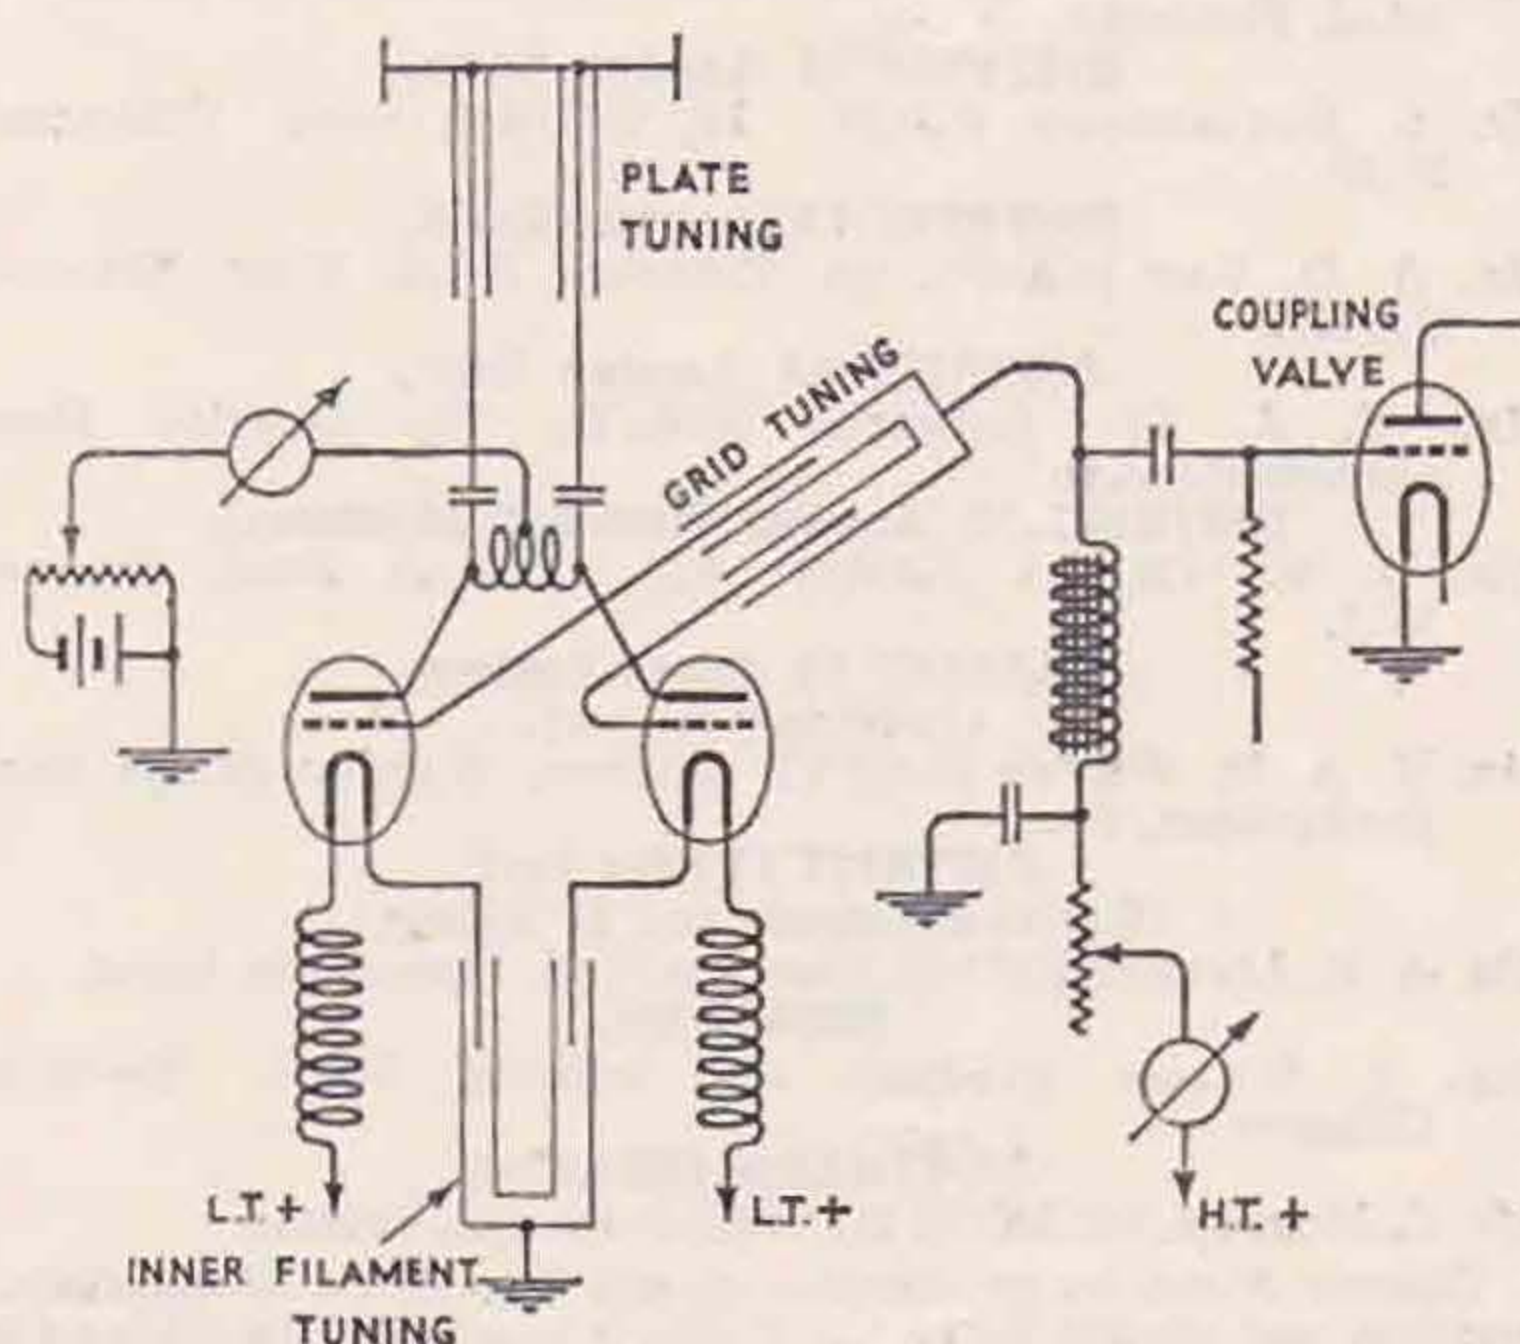 PLATE
TUNING
COUPLING
VALVE
GRID TUNING
L.T. +
L.T. +
H.T. +
INNER FILAMENT
TUNING